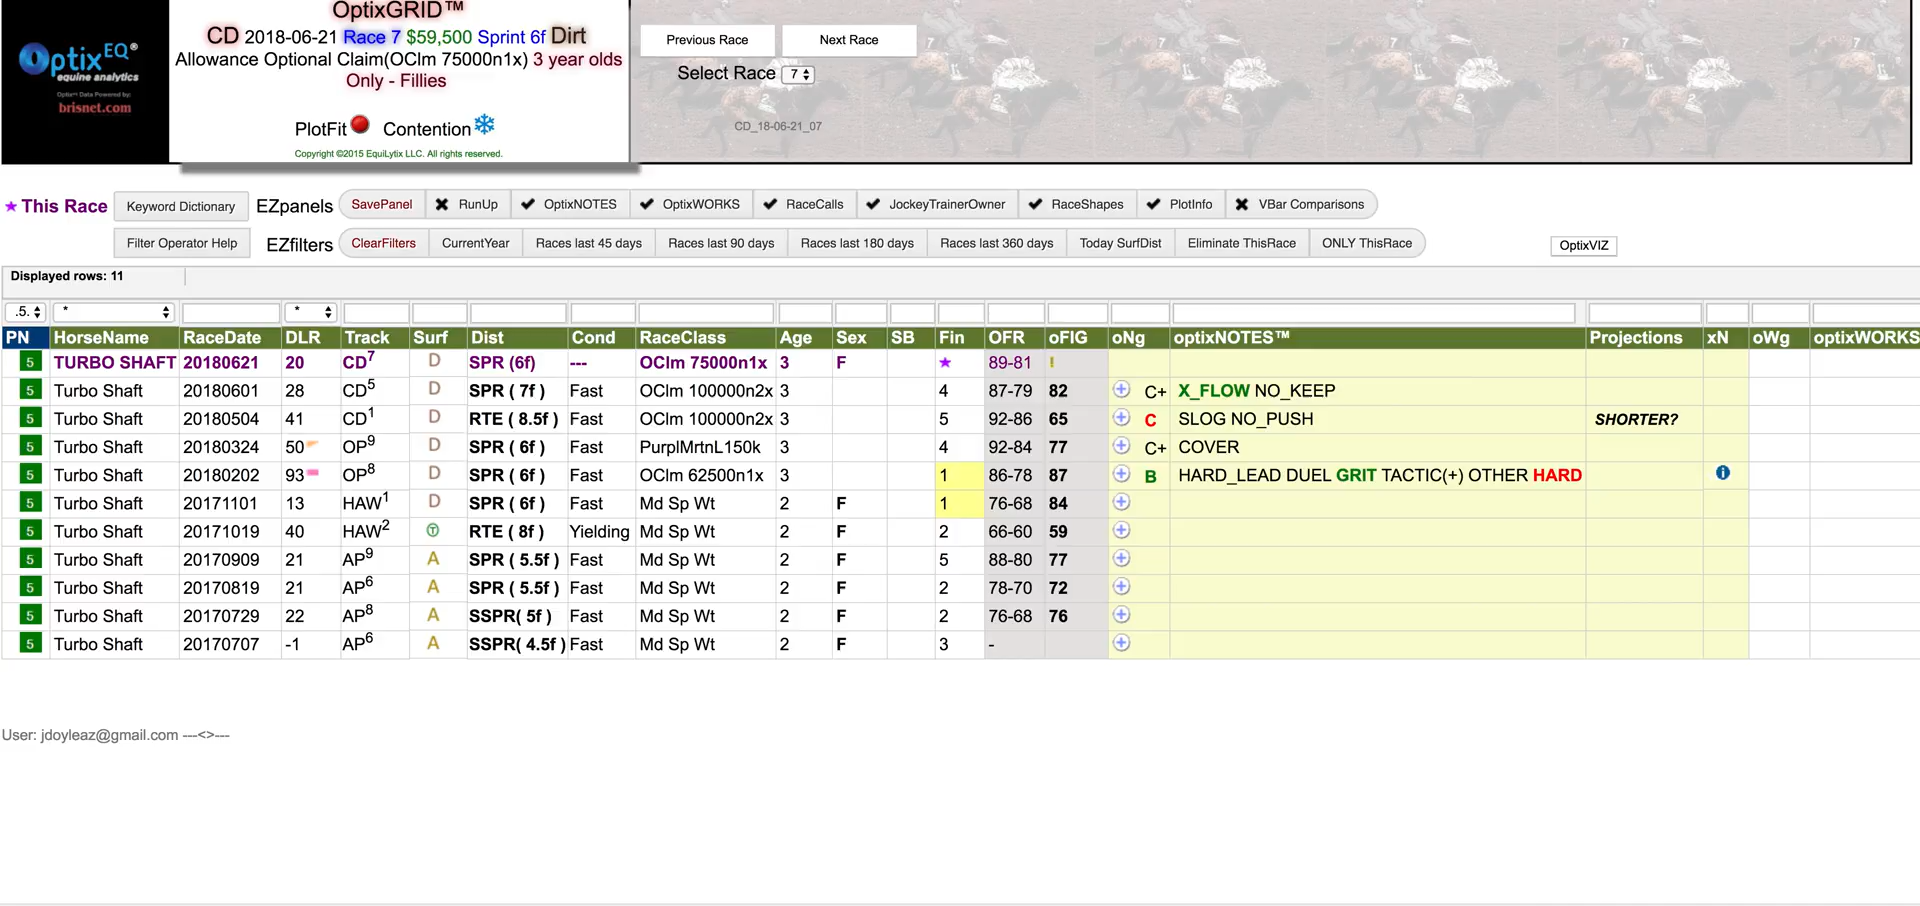 OptixEQ®
equine analytics
Optix™ Data Powered by:
brisnet.com
OptixGRID™
CD 2018-06-21 Race 7 $59,500 Sprint 6f Dirt
Allowance Optional Claim(OClm 75000n1x) 3 year olds
Only - Fillies
PlotFit Contention
Copyright ©2015 EquiLytix LLC. All rights reserved.
Previous Race Next Race
Select Race 7
CD_18-06-21_07
This Race Keyword Dictionary EZpanels SavePanel RunUp OptixNOTES OptixWORKS RaceCalls JockeyTrainerOwner RaceShapes PlotInfo VBar Comparisons
Filter Operator Help EZfilters ClearFilters CurrentYear Races last 45 days Races last 90 days Races last 180 days Races last 360 days Today SurfDist Eliminate ThisRace ONLY ThisRace OptixVIZ
Displayed rows: 11
.5. * *
PN HorseName RaceDate DLR Track Surf Dist Cond RaceClass Age Sex SB Fin OFR oFIG oNg optixNOTES™ Projections xN oWg optixWORKS
5 TURBO SHAFT 20180621 20 CD7 D SPR (6f) --- OClm 75000n1x 3 F ★ 89-81 !
5 Turbo Shaft 20180601 28 CD5 D SPR ( 7f ) Fast OClm 100000n2x 3 4 87-79 82 C+ X_FLOW NO_KEEP
5 Turbo Shaft 20180504 41 CD1 D RTE ( 8.5f ) Fast OClm 100000n2x 3 5 92-86 65 C SLOG NO_PUSH SHORTER?
5 Turbo Shaft 20180324 50 OP9 D SPR ( 6f ) Fast PurplMrtnL150k 3 4 92-84 77 C+ COVER
5 Turbo Shaft 20180202 93 OP8 D SPR ( 6f ) Fast OClm 62500n1x 3 1 86-78 87 B HARD_LEAD DUEL GRIT TACTIC(+) OTHER HARD
5 Turbo Shaft 20171101 13 HAW1 D SPR ( 6f ) Fast Md Sp Wt 2 F 1 76-68 84
5 Turbo Shaft 20171019 40 HAW2 T RTE ( 8f ) Yielding Md Sp Wt 2 F 2 66-60 59
5 Turbo Shaft 20170909 21 AP9 A SPR ( 5.5f ) Fast Md Sp Wt 2 F 5 88-80 77
5 Turbo Shaft 20170819 21 AP6 A SPR ( 5.5f ) Fast Md Sp Wt 2 F 2 78-70 72
5 Turbo Shaft 20170729 22 AP8 A SSPR( 5f ) Fast Md Sp Wt 2 F 2 76-68 76
5 Turbo Shaft 20170707 -1 AP6 A SSPR( 4.5f ) Fast Md Sp Wt 2 F 3 -
User: jdoyleaz@gmail.com ---<>---